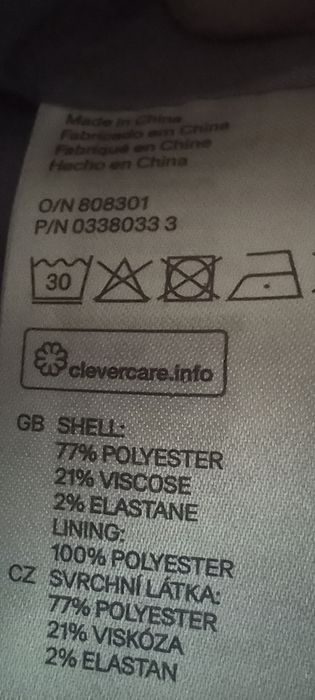 Made in China
Fabricado em China
Fabriqué en Chine
Hecho en China
O/N 808301
P/N 0338033 3
30
clevercare.info
GB SHELL:
77% POLYESTER
21% VISCOSE
2% ELASTANE
LINING:
100% POLYESTER
CZ SVRCHNÍ LÁTKA:
77% POLYESTER
21% VISKÓZA
2% ELASTAN